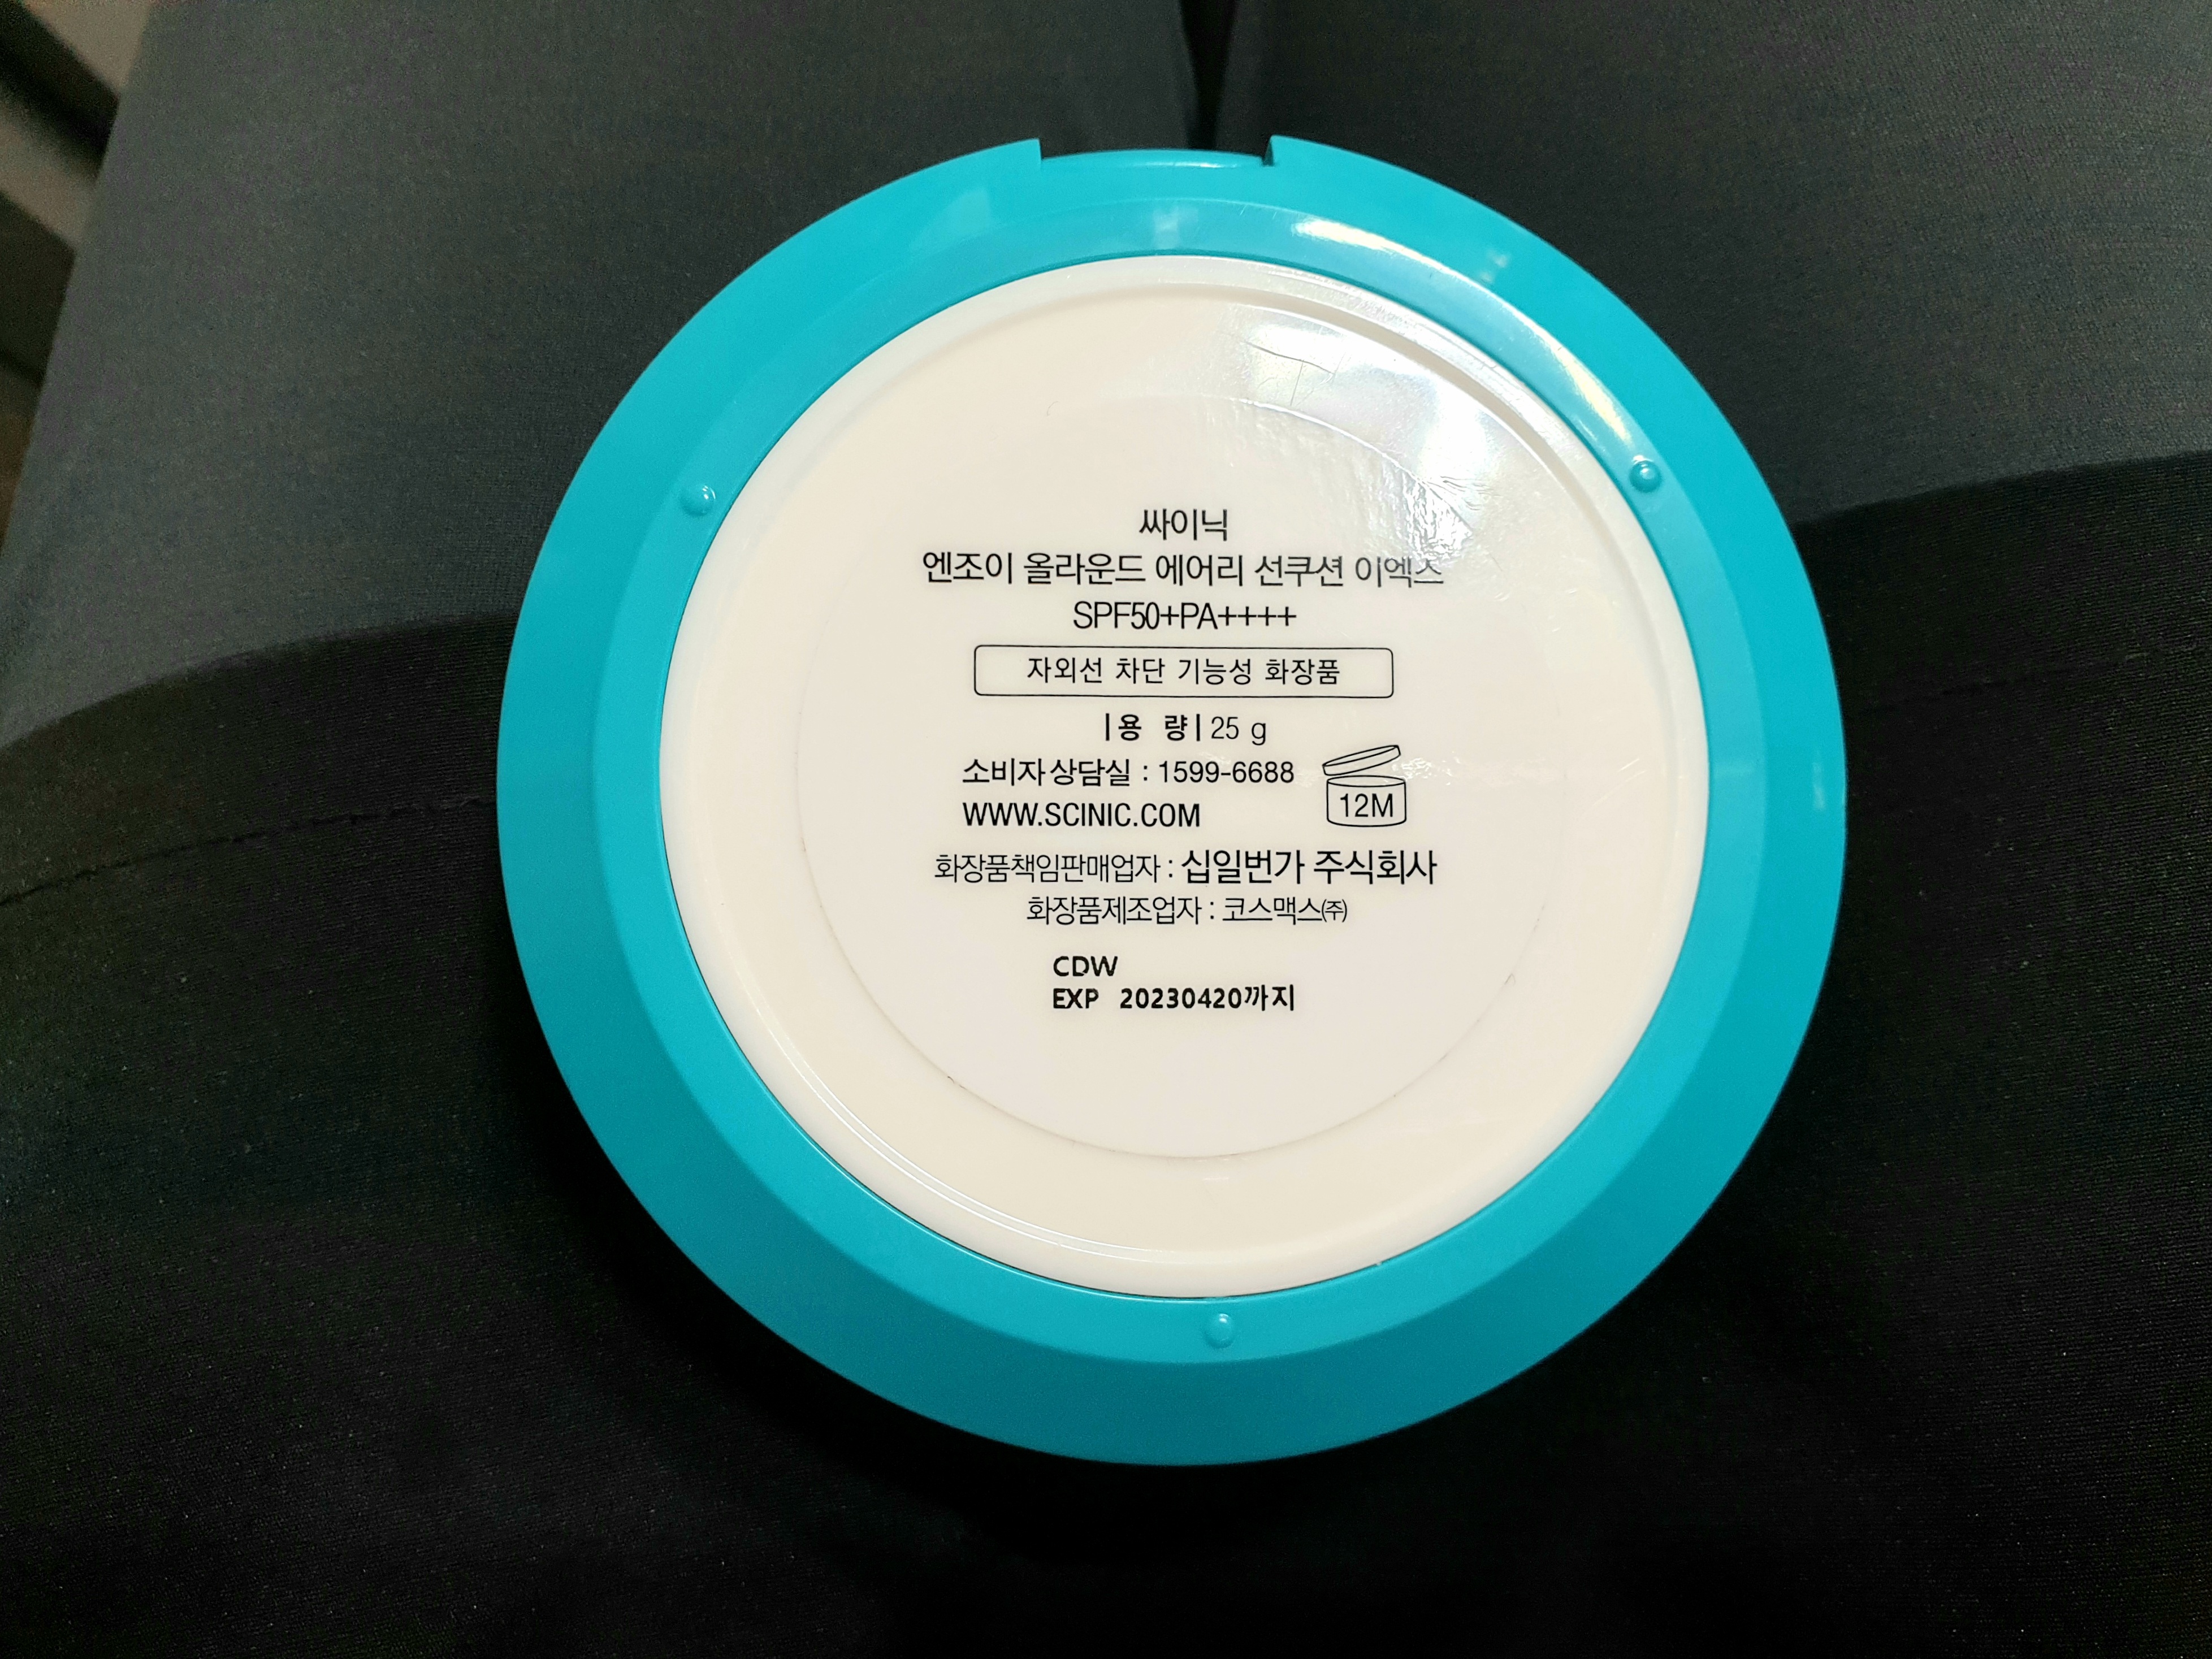 싸이닉
엔조이 올라운드 에어리 선쿠션 이엑스
SPF50+PA++++
자외선 차단 기능성 화장품
|용 량| 25 g
소비자상담실 : 1599-6688
WWW.SCINIC.COM
12M
화장품책임판매업자 : 십일번가 주식회사
화장품제조업자 : 코스맥스㈜
CDW
EXP 20230420까지